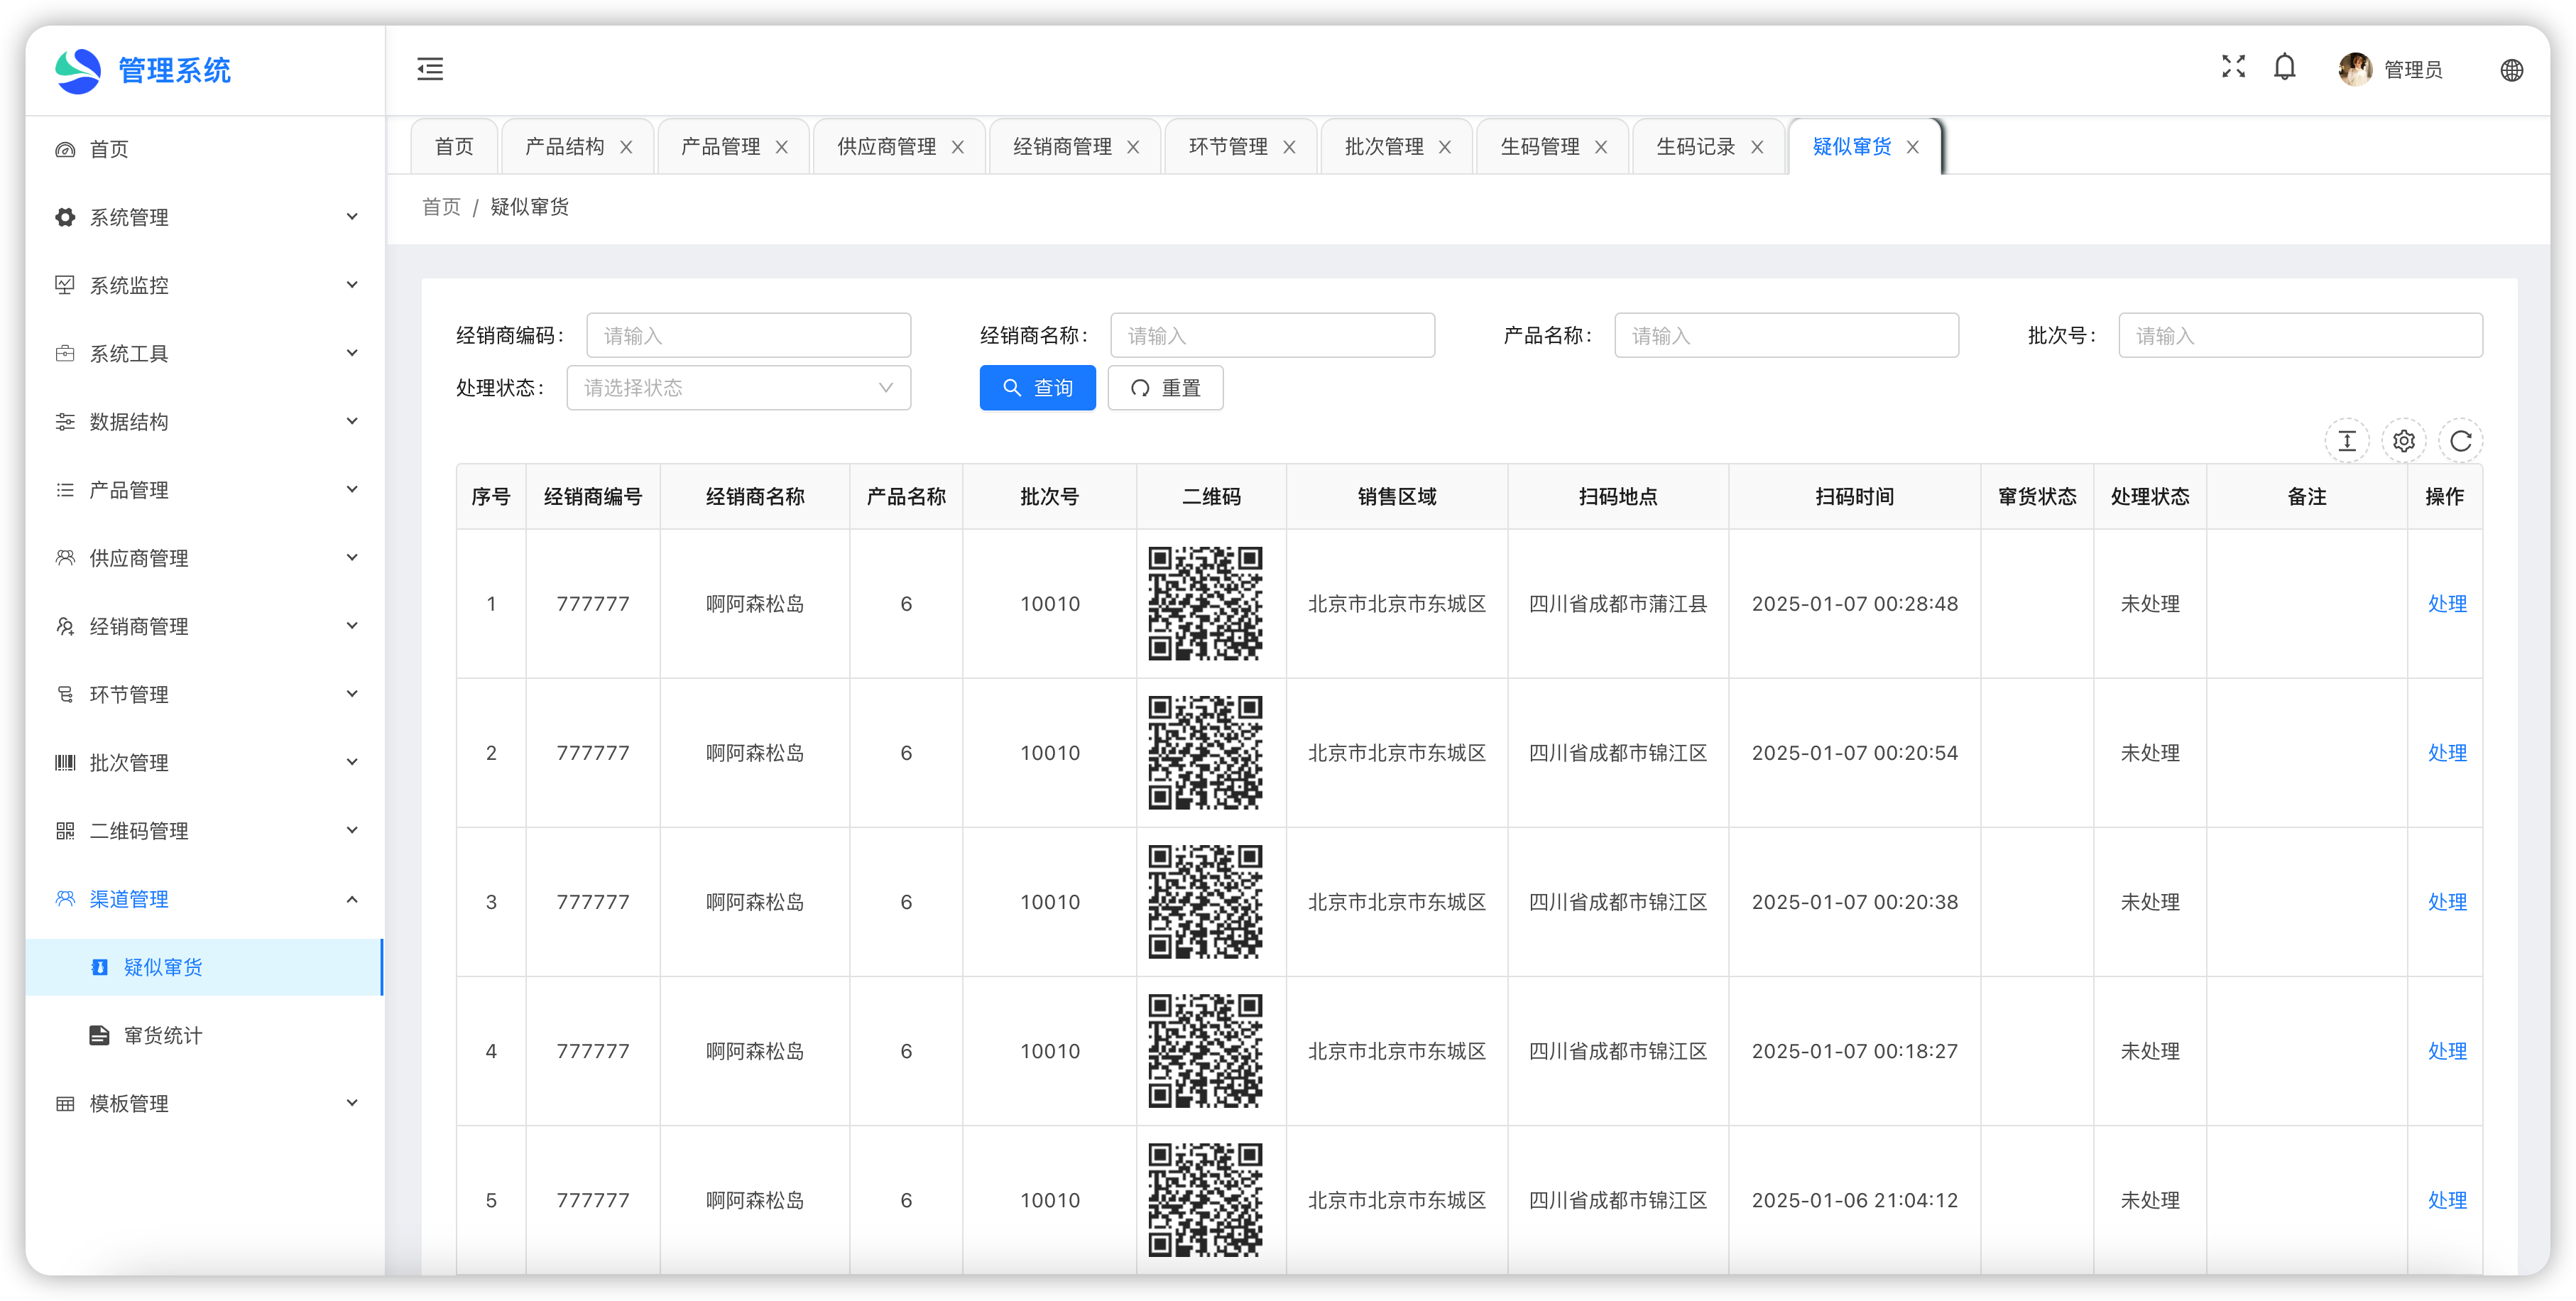 管理系统
管理员
首页
系统管理
系统监控
系统工具
数据结构
产品管理
供应商管理
经销商管理
环节管理
批次管理
二维码管理
渠道管理
疑似窜货
窜货统计
模板管理
首页 产品结构 产品管理 供应商管理 经销商管理 环节管理 批次管理 生码管理 生码记录 疑似窜货
首页 / 疑似窜货
经销商编码: 请输入 经销商名称: 请输入 产品名称: 请输入 批次号: 请输入
处理状态: 请选择状态 查询 重置
序号 经销商编号 经销商名称 产品名称 批次号 二维码 销售区域 扫码地点 扫码时间 窜货状态 处理状态 备注 操作
1 777777 啊阿森松岛 6 10010 北京市北京市东城区 四川省成都市蒲江县 2025-01-07 00:28:48 未处理 处理
2 777777 啊阿森松岛 6 10010 北京市北京市东城区 四川省成都市锦江区 2025-01-07 00:20:54 未处理 处理
3 777777 啊阿森松岛 6 10010 北京市北京市东城区 四川省成都市锦江区 2025-01-07 00:20:38 未处理 处理
4 777777 啊阿森松岛 6 10010 北京市北京市东城区 四川省成都市锦江区 2025-01-07 00:18:27 未处理 处理
5 777777 啊阿森松岛 6 10010 北京市北京市东城区 四川省成都市锦江区 2025-01-06 21:04:12 未处理 处理